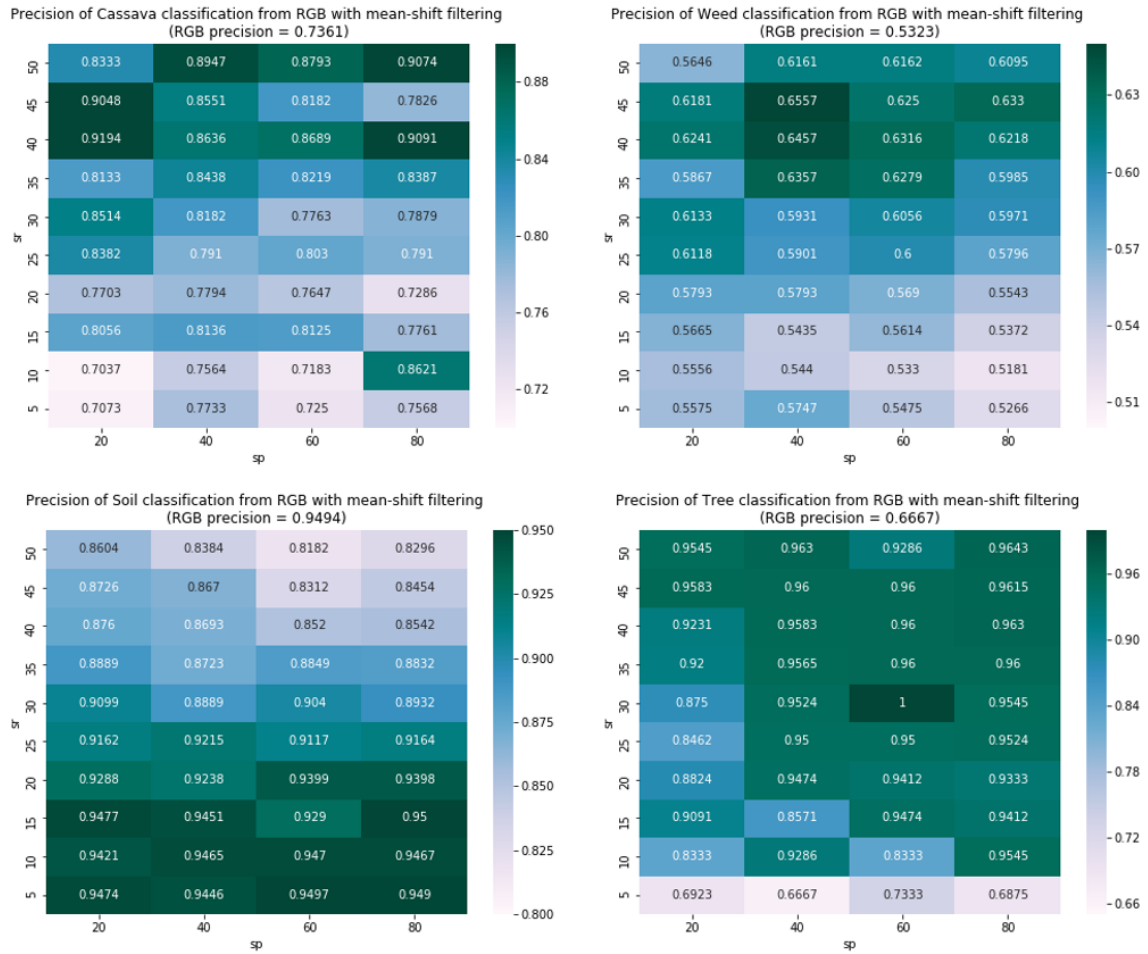 Precision of Cassava classification from RGB with mean-shift filtering
(RGB precision = 0.7361)
50 0.8333 0.8947 0.8793 0.9074
45 0.9048 0.8551 0.8182 0.7826
40 0.9194 0.8636 0.8689 0.9091
35 0.8133 0.8438 0.8219 0.8387
30 0.8514 0.8182 0.7763 0.7879
sr
25 0.8382 0.791 0.803 0.791
20 0.7703 0.7794 0.7647 0.7286
15 0.8056 0.8136 0.8125 0.7761
10 0.7037 0.7564 0.7183 0.8621
5 0.7073 0.7733 0.725 0.7568
20 40 60 80
sp
0.88
0.84
0.80
0.76
0.72
Precision of Weed classification from RGB with mean-shift filtering
(RGB precision = 0.5323)
50 0.5646 0.6161 0.6162 0.6095
45 0.6181 0.6557 0.625 0.633
40 0.6241 0.6457 0.6316 0.6218
35 0.5867 0.6357 0.6279 0.5985
30 0.6133 0.5931 0.6056 0.5971
sr
25 0.6118 0.5901 0.6 0.5796
20 0.5793 0.5793 0.569 0.5543
15 0.5665 0.5435 0.5614 0.5372
10 0.5556 0.544 0.533 0.5181
5 0.5575 0.5747 0.5475 0.5266
20 40 60 80
sp
0.63
0.60
0.57
0.54
0.51
Precision of Soil classification from RGB with mean-shift filtering
(RGB precision = 0.9494)
50 0.8604 0.8384 0.8182 0.8296
45 0.8726 0.867 0.8312 0.8454
40 0.876 0.8693 0.852 0.8542
35 0.8889 0.8723 0.8849 0.8832
30 0.9099 0.8889 0.904 0.8932
sr
25 0.9162 0.9215 0.9117 0.9164
20 0.9288 0.9238 0.9399 0.9398
15 0.9477 0.9451 0.929 0.95
10 0.9421 0.9465 0.947 0.9467
5 0.9474 0.9446 0.9497 0.949
20 40 60 80
sp
0.950
0.925
0.900
0.875
0.850
0.825
0.800
Precision of Tree classification from RGB with mean-shift filtering
(RGB precision = 0.6667)
50 0.9545 0.963 0.9286 0.9643
45 0.9583 0.96 0.96 0.9615
40 0.9231 0.9583 0.96 0.963
35 0.92 0.9565 0.96 0.96
30 0.875 0.9524 1 0.9545
sr
25 0.8462 0.95 0.95 0.9524
20 0.8824 0.9474 0.9412 0.9333
15 0.9091 0.8571 0.9474 0.9412
10 0.8333 0.9286 0.8333 0.9545
5 0.6923 0.6667 0.7333 0.6875
20 40 60 80
sp
0.96
0.90
0.84
0.78
0.72
0.66